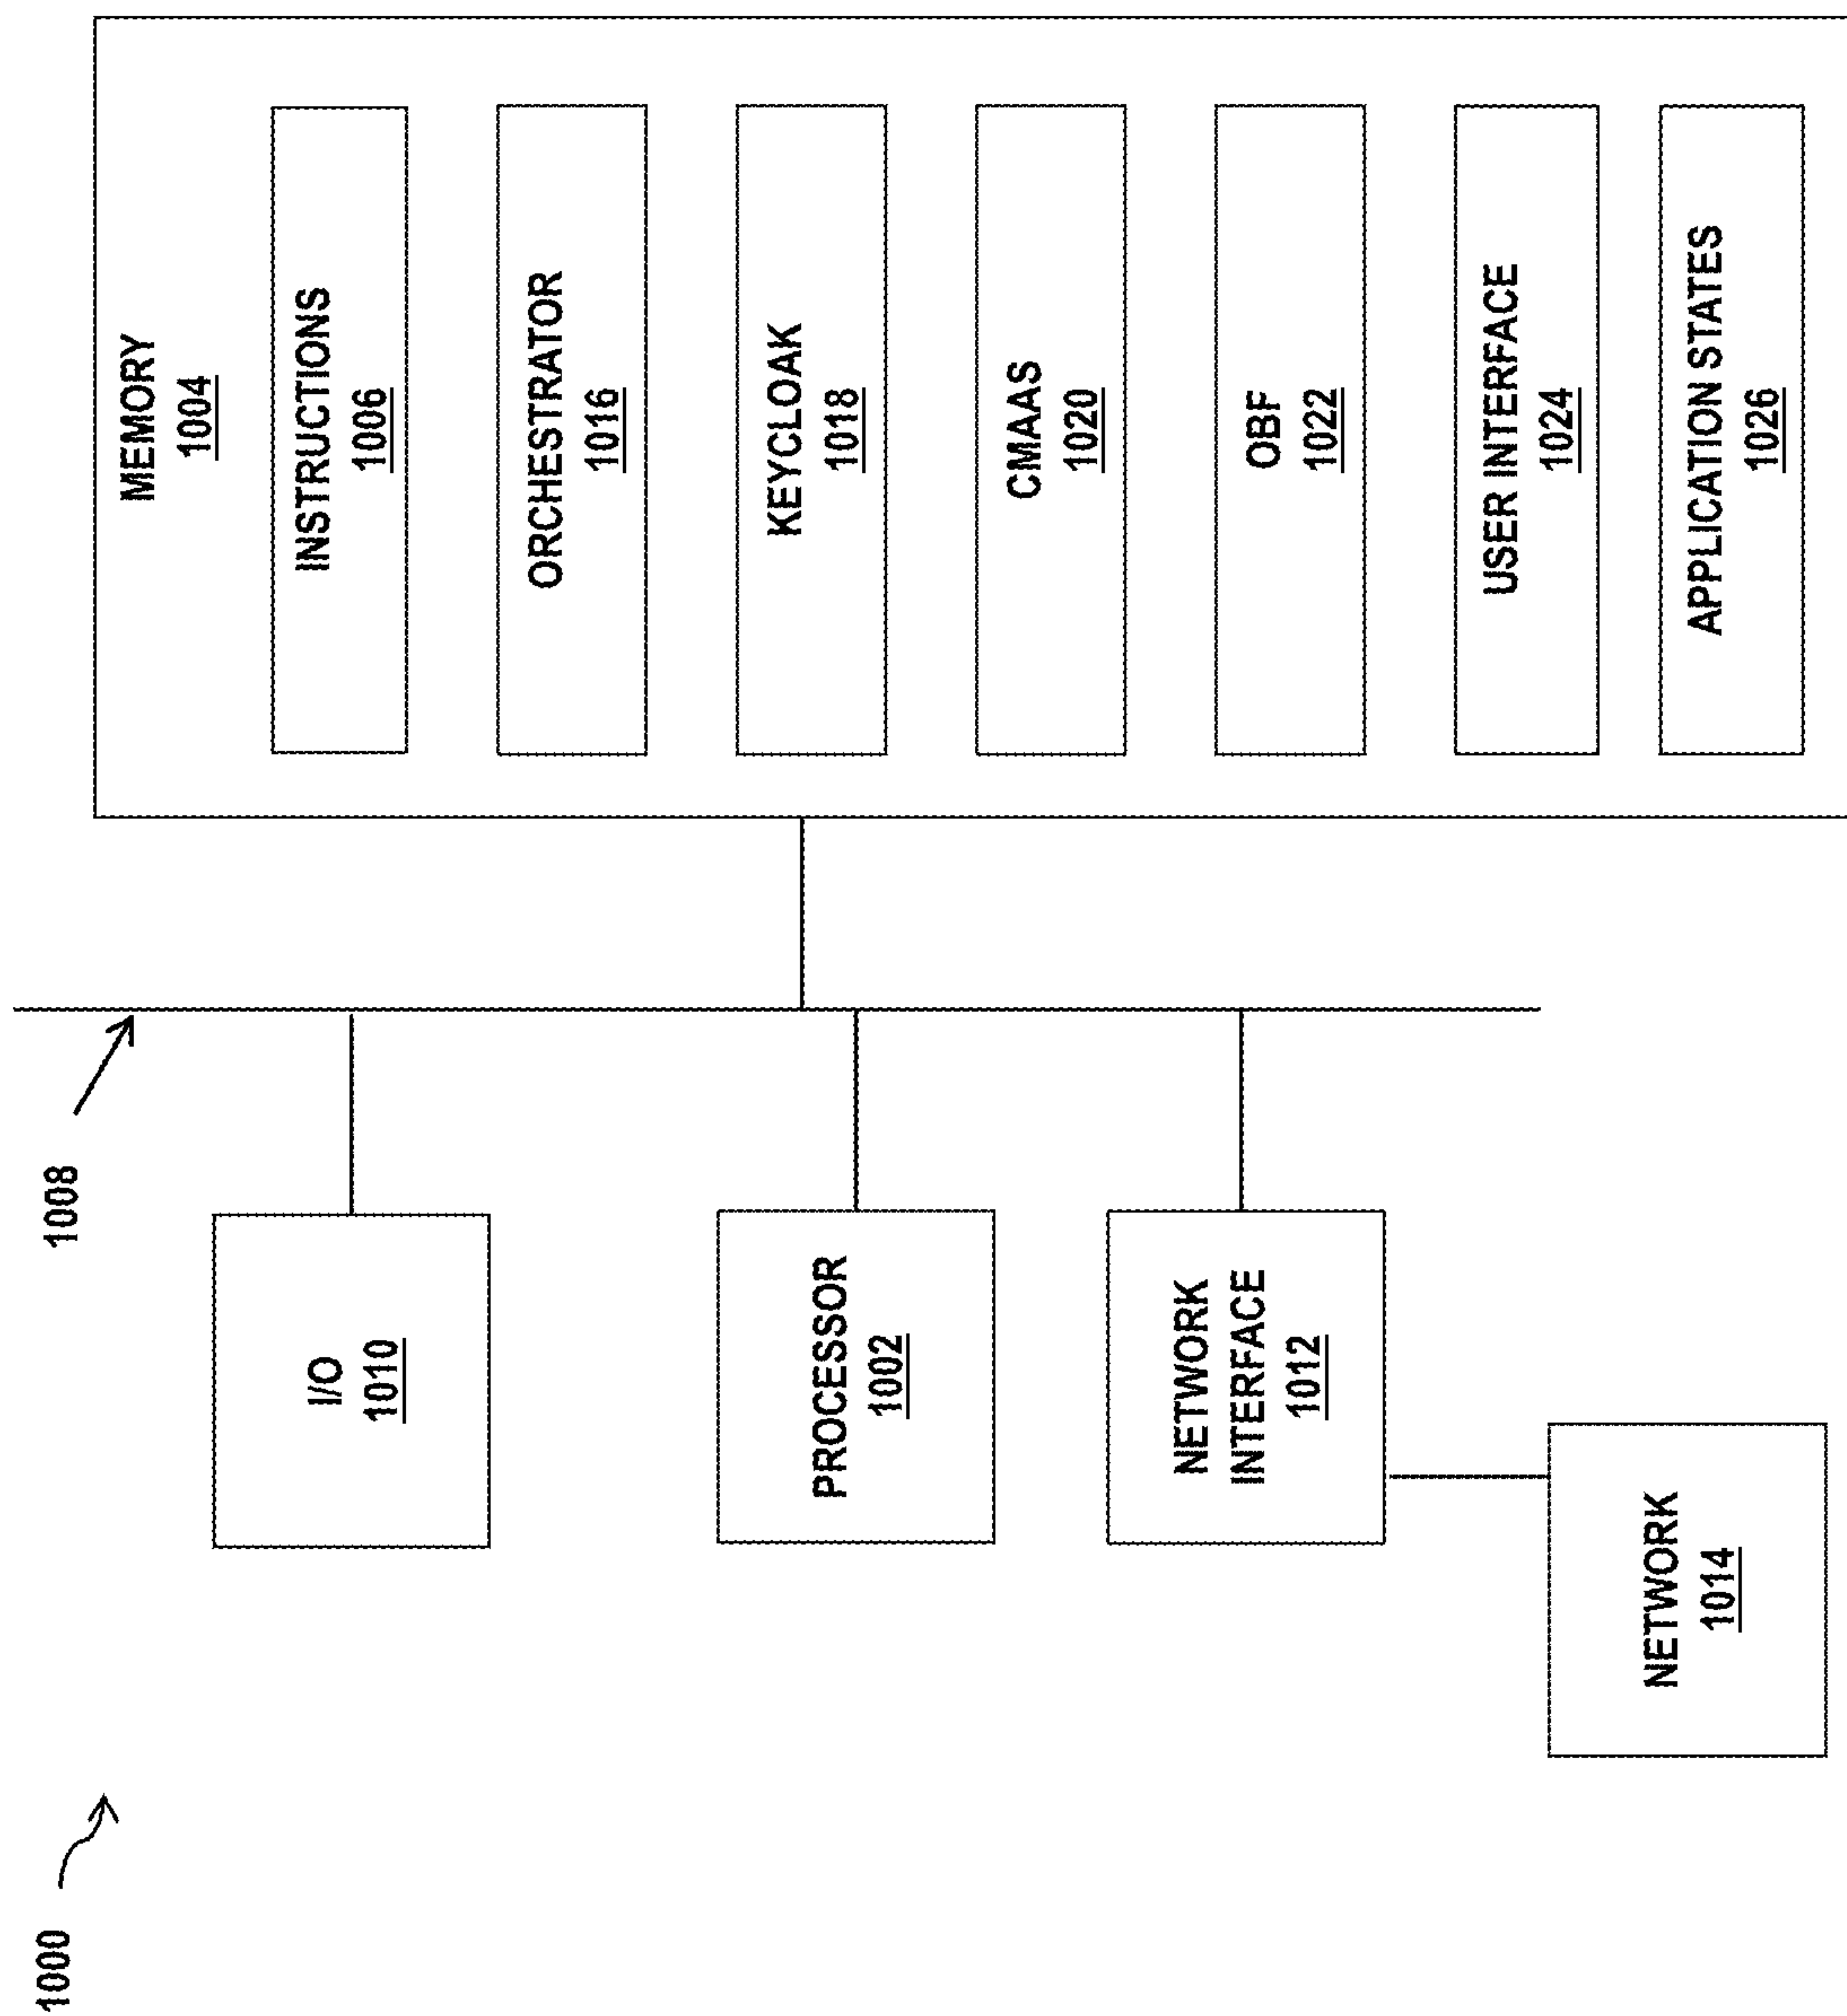 1000
1008
I/O
1010
PROCESSOR
1002
NETWORK
INTERFACE
1012
NETWORK
1014
MEMORY
1004
INSTRUCTIONS
1006
ORCHESTRATOR
1016
KEYCLOAK
1018
CMAAS
1020
OBF
1022
USER INTERFACE
1024
APPLICATION STATES
1026